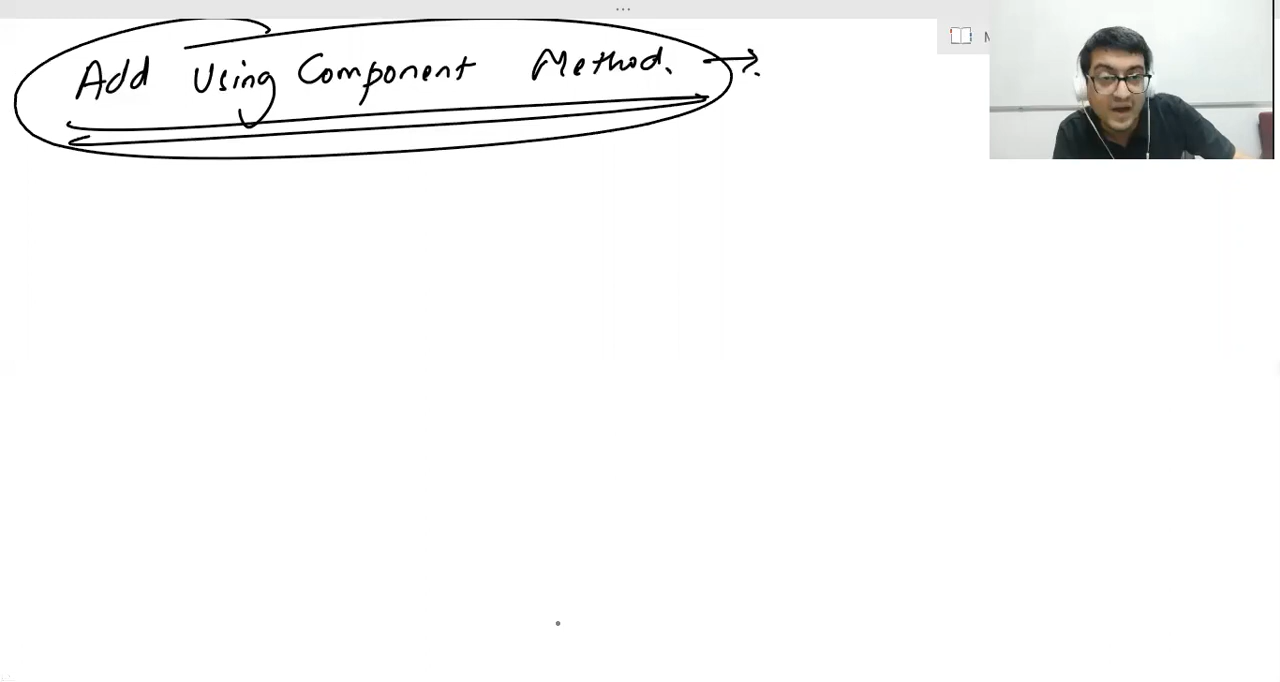 Add Using Component Method. → ?
M